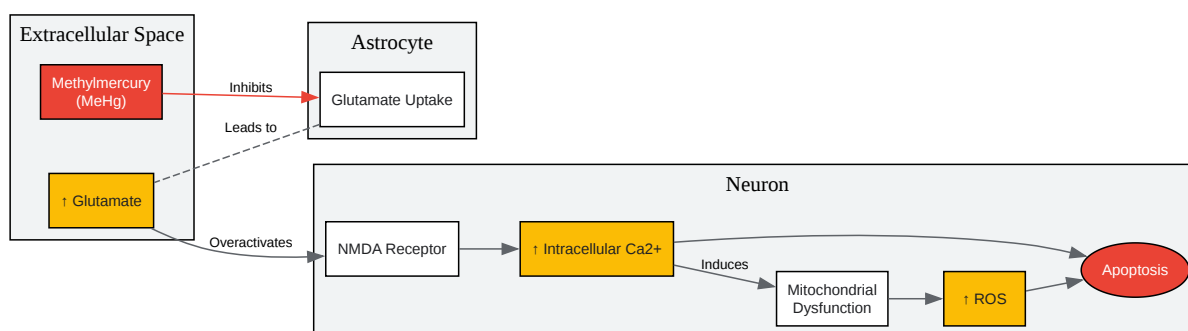 Extracellular Space
Methylmercury
(MeHg)
↑ Glutamate
Inhibits
Leads to
Overactivates
Astrocyte
Glutamate Uptake
Neuron
NMDA Receptor
↑ Intracellular Ca2+
Induces
Mitochondrial
Dysfunction
↑ ROS
Apoptosis